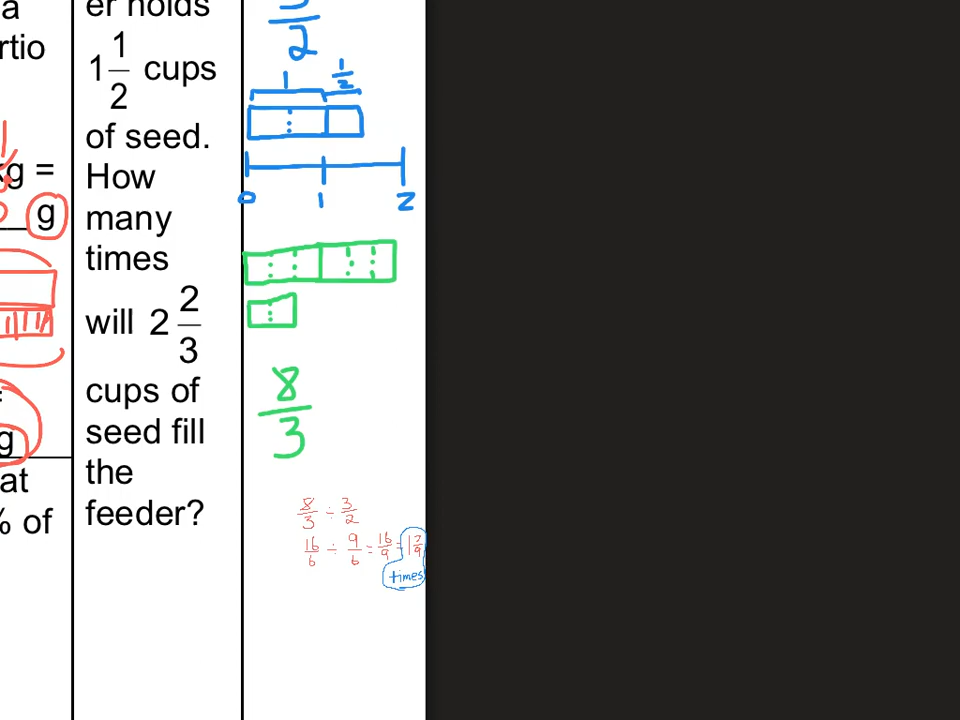 a
rtio
kg =
g
g
at
% of
er holds
1 1/2 cups
of seed.
How
many
times
will 2 2/3
cups of
seed fill
the
feeder?
2
1 1/2
0 1 2
8/3
8/3 ÷ 3/2
16/6 ÷ 9/6 = 16/9 = 1 7/9
times